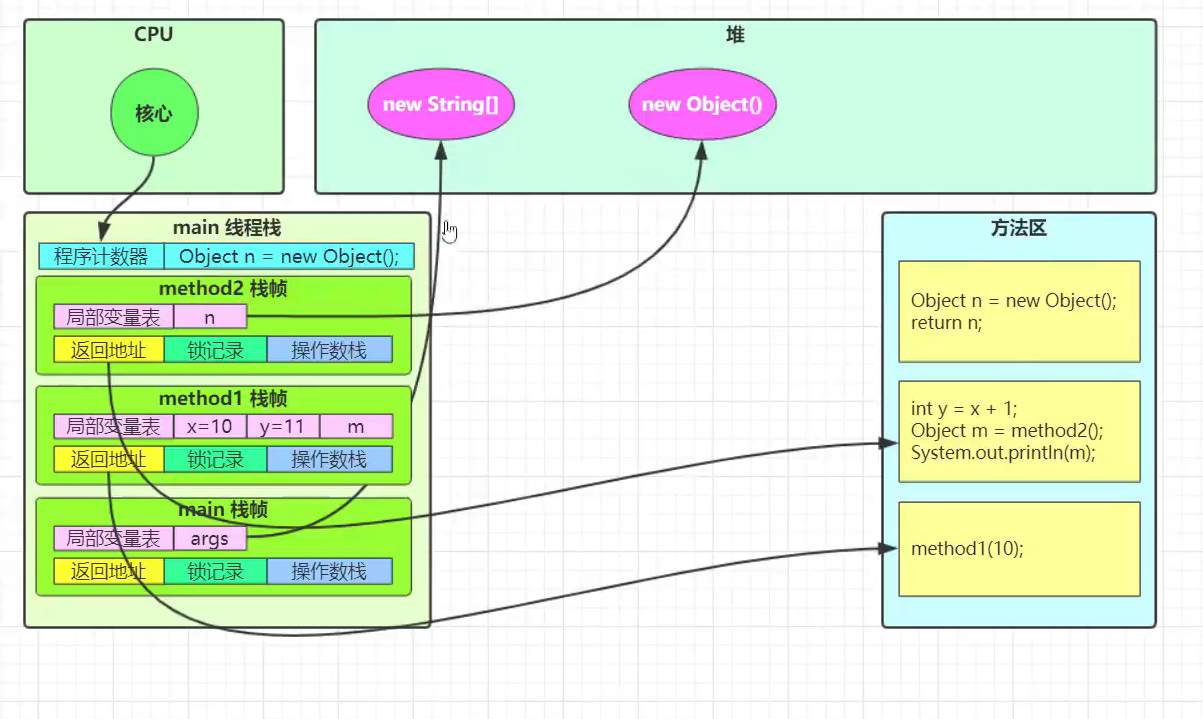 CPU
核心
堆
new String[]
new Object()
main 线程栈
程序计数器 Object n = new Object();
method2 栈帧
局部变量表 n
返回地址 锁记录 操作数栈
method1 栈帧
局部变量表 x=10 y=11 m
返回地址 锁记录 操作数栈
main 栈帧
局部变量表 args
返回地址 锁记录 操作数栈
方法区
Object n = new Object();
return n;
int y = x + 1;
Object m = method2();
System.out.println(m);
method1(10);